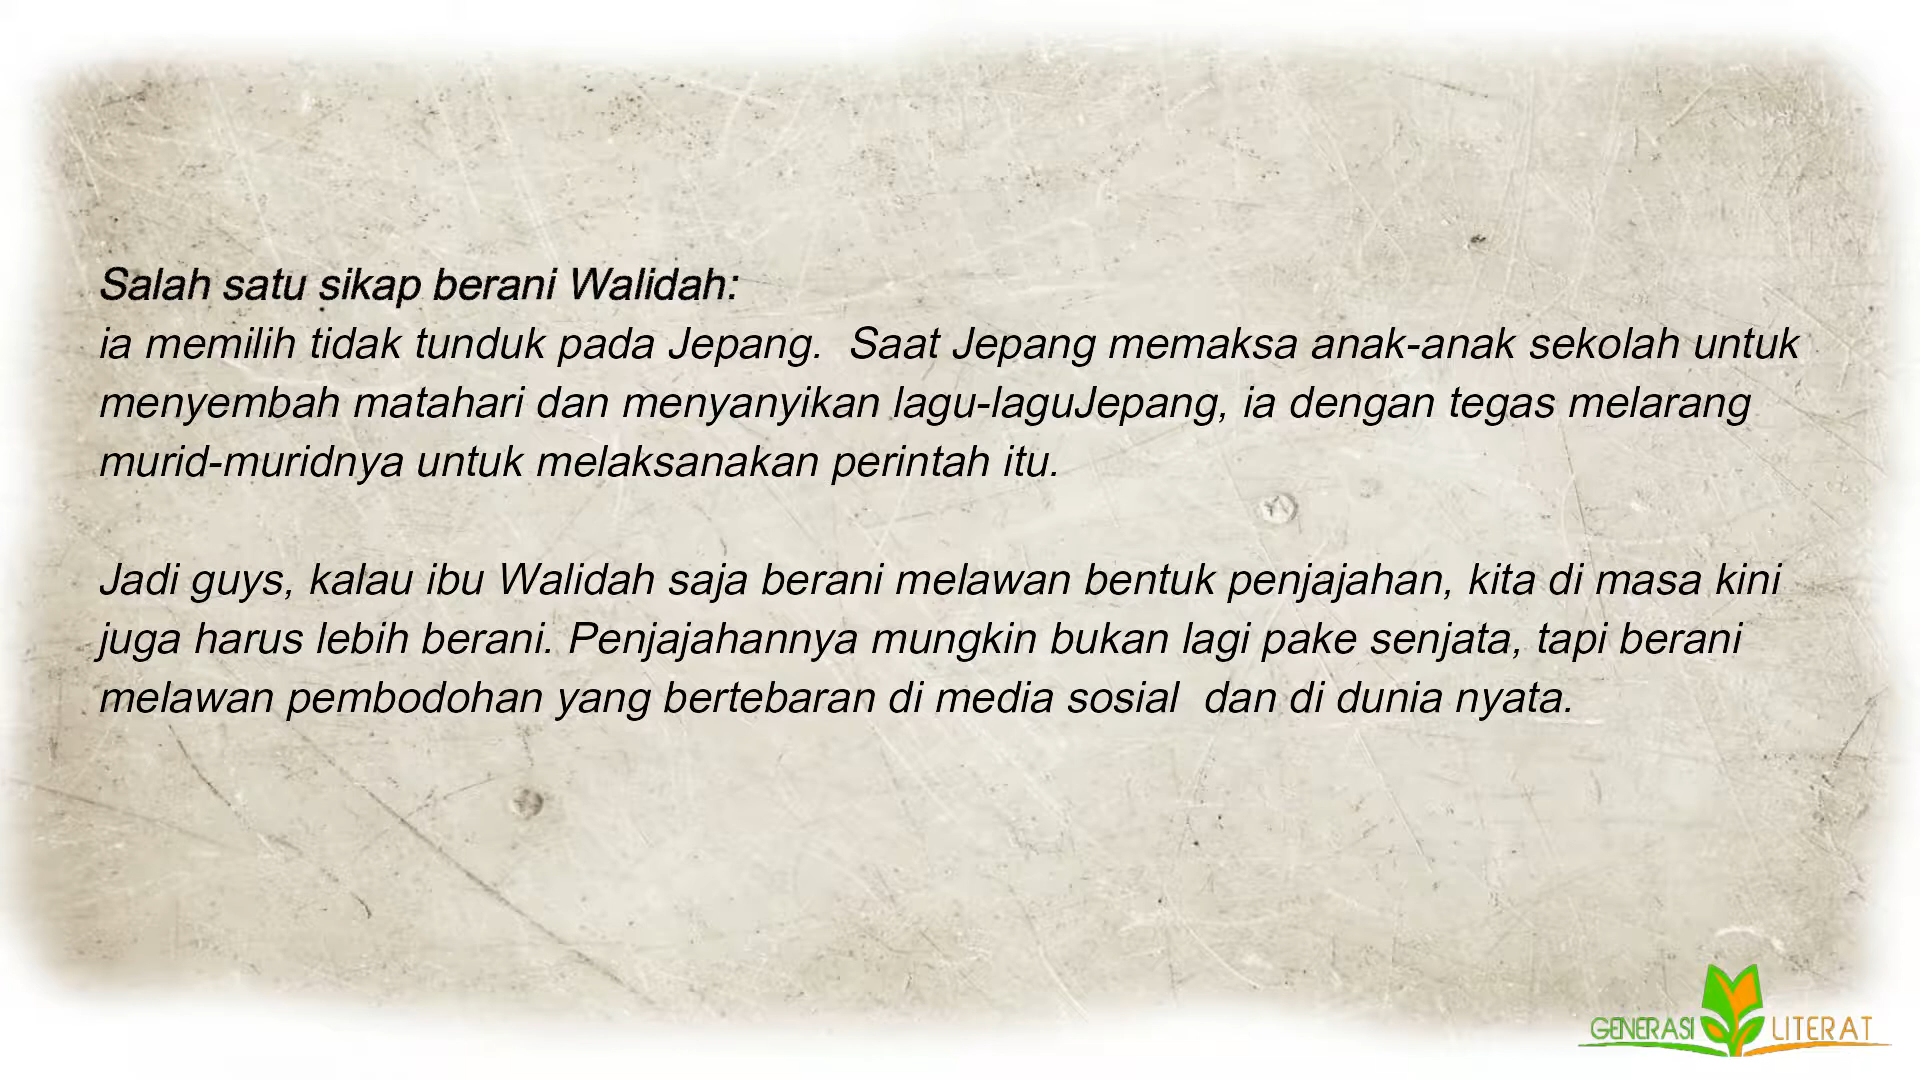 Salah satu sikap berani Walidah:
ia memilih tidak tunduk pada Jepang.  Saat Jepang memaksa anak-anak sekolah untuk
menyembah matahari dan menyanyikan lagu-laguJepang, ia dengan tegas melarang
murid-muridnya untuk melaksanakan perintah itu.
Jadi guys, kalau ibu Walidah saja berani melawan bentuk penjajahan, kita di masa kini
juga harus lebih berani. Penjajahannya mungkin bukan lagi pake senjata, tapi berani
melawan pembodohan yang bertebaran di media sosial  dan di dunia nyata.
GENERASI LITERAT